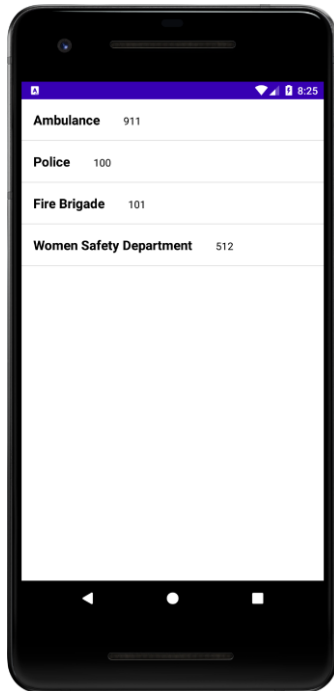 8:25
Ambulance 911
Police 100
Fire Brigade 101
Women Safety Department 512